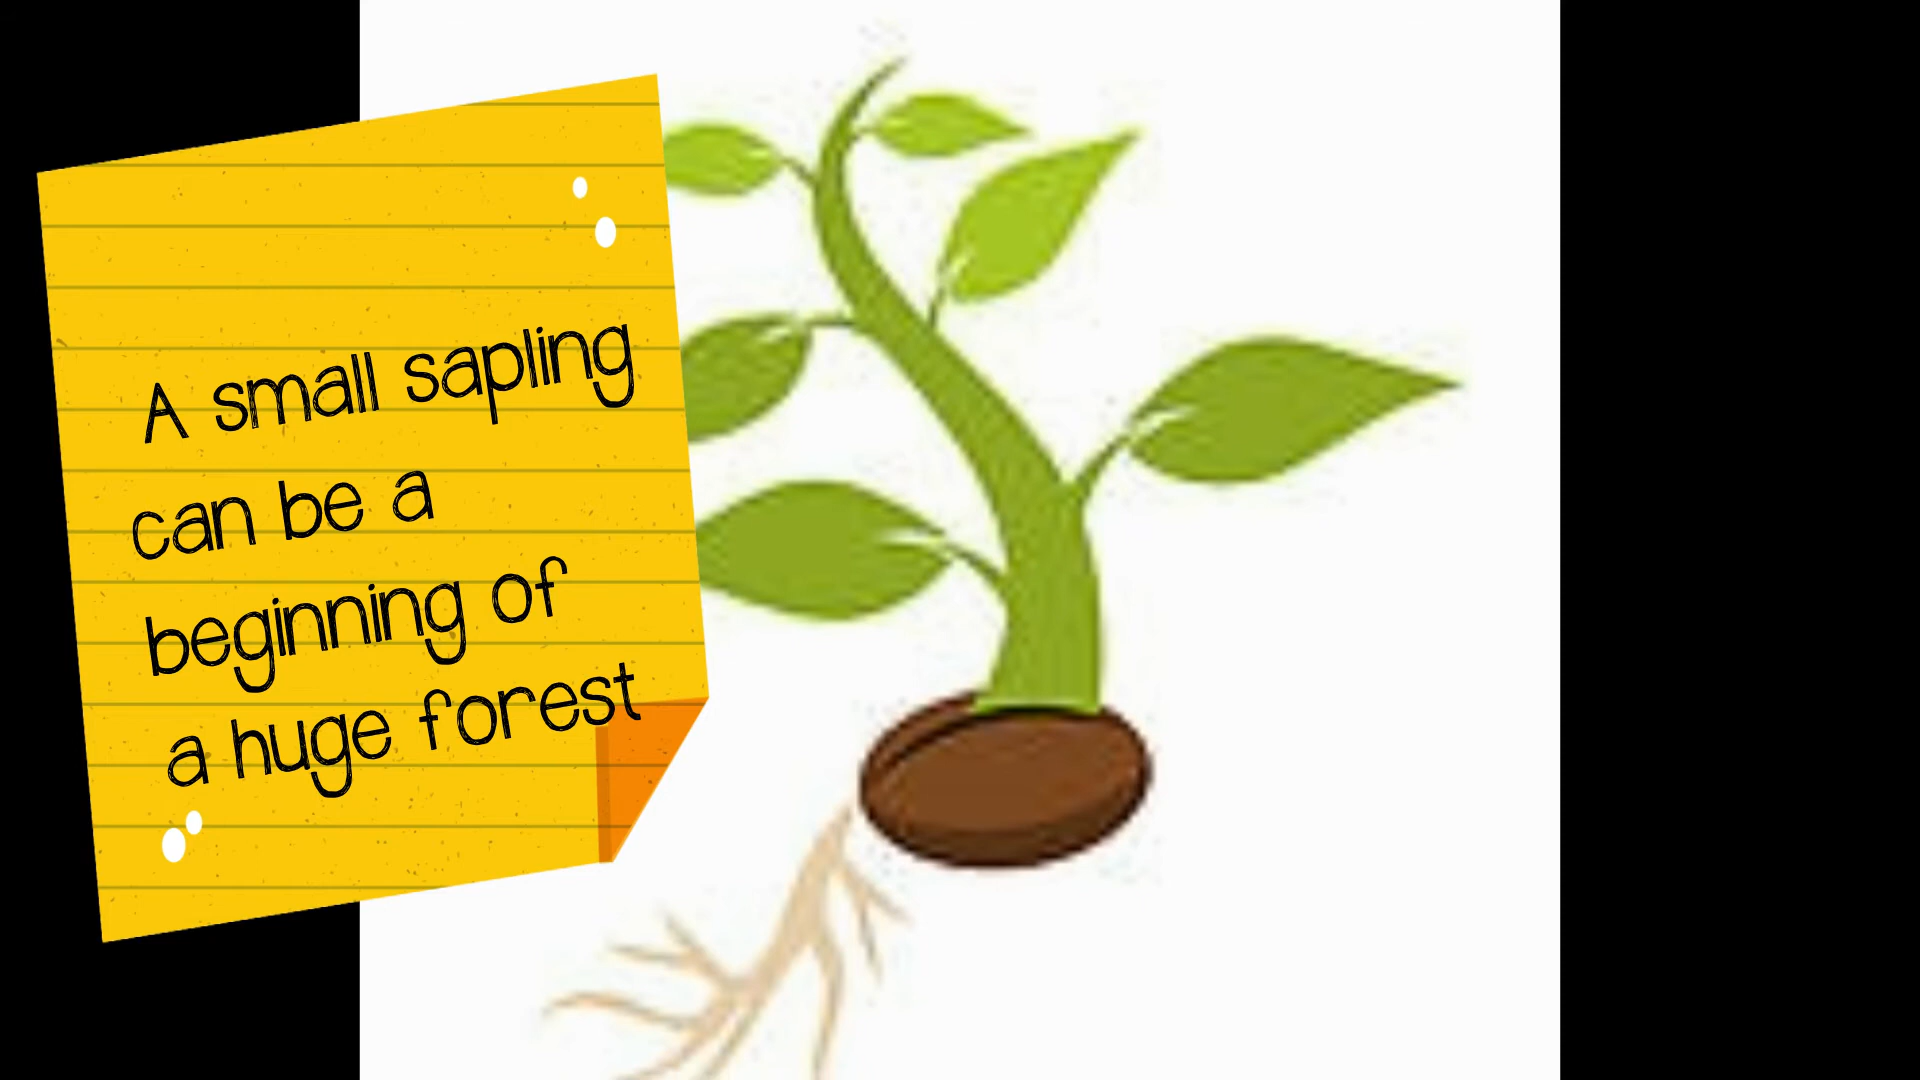 A small sapling
can be a
beginning of
a huge forest